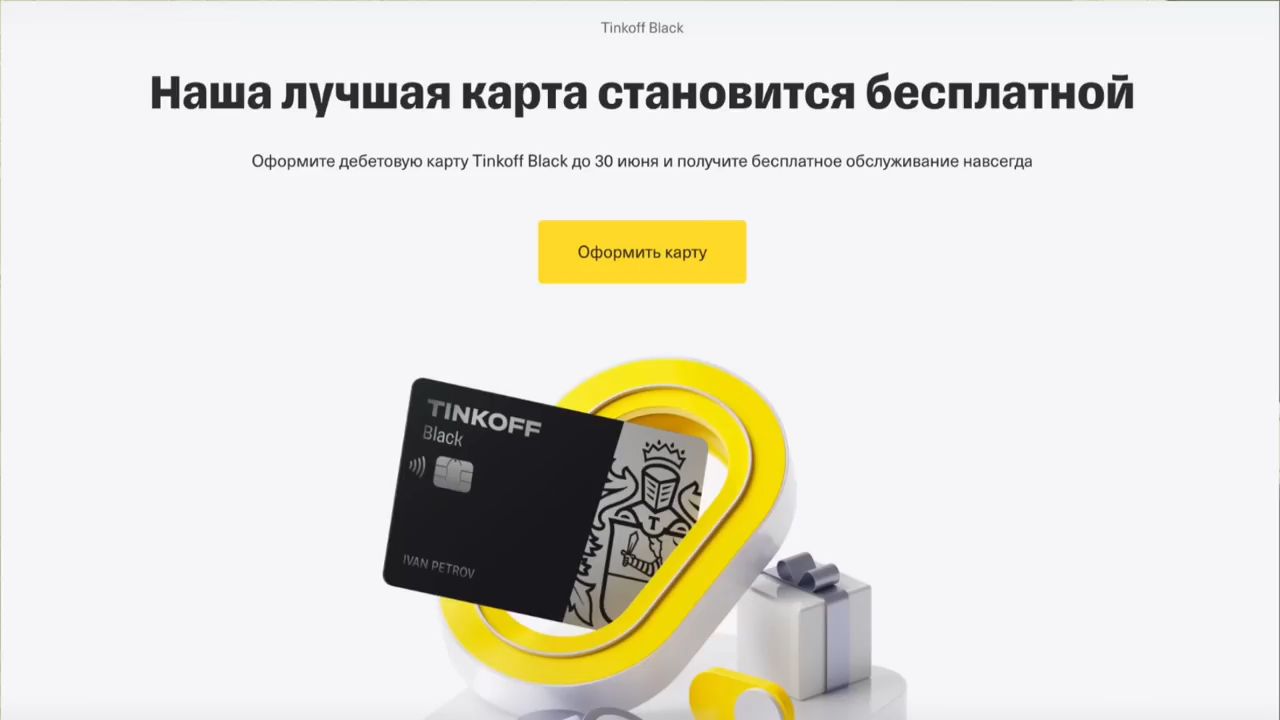 Tinkoff Black
Наша лучшая карта становится бесплатной
Оформите дебетовую карту Tinkoff Black до 30 июня и получите бесплатное обслуживание навсегда
Оформить карту
TINKOFF
Black
T
IVAN PETROV